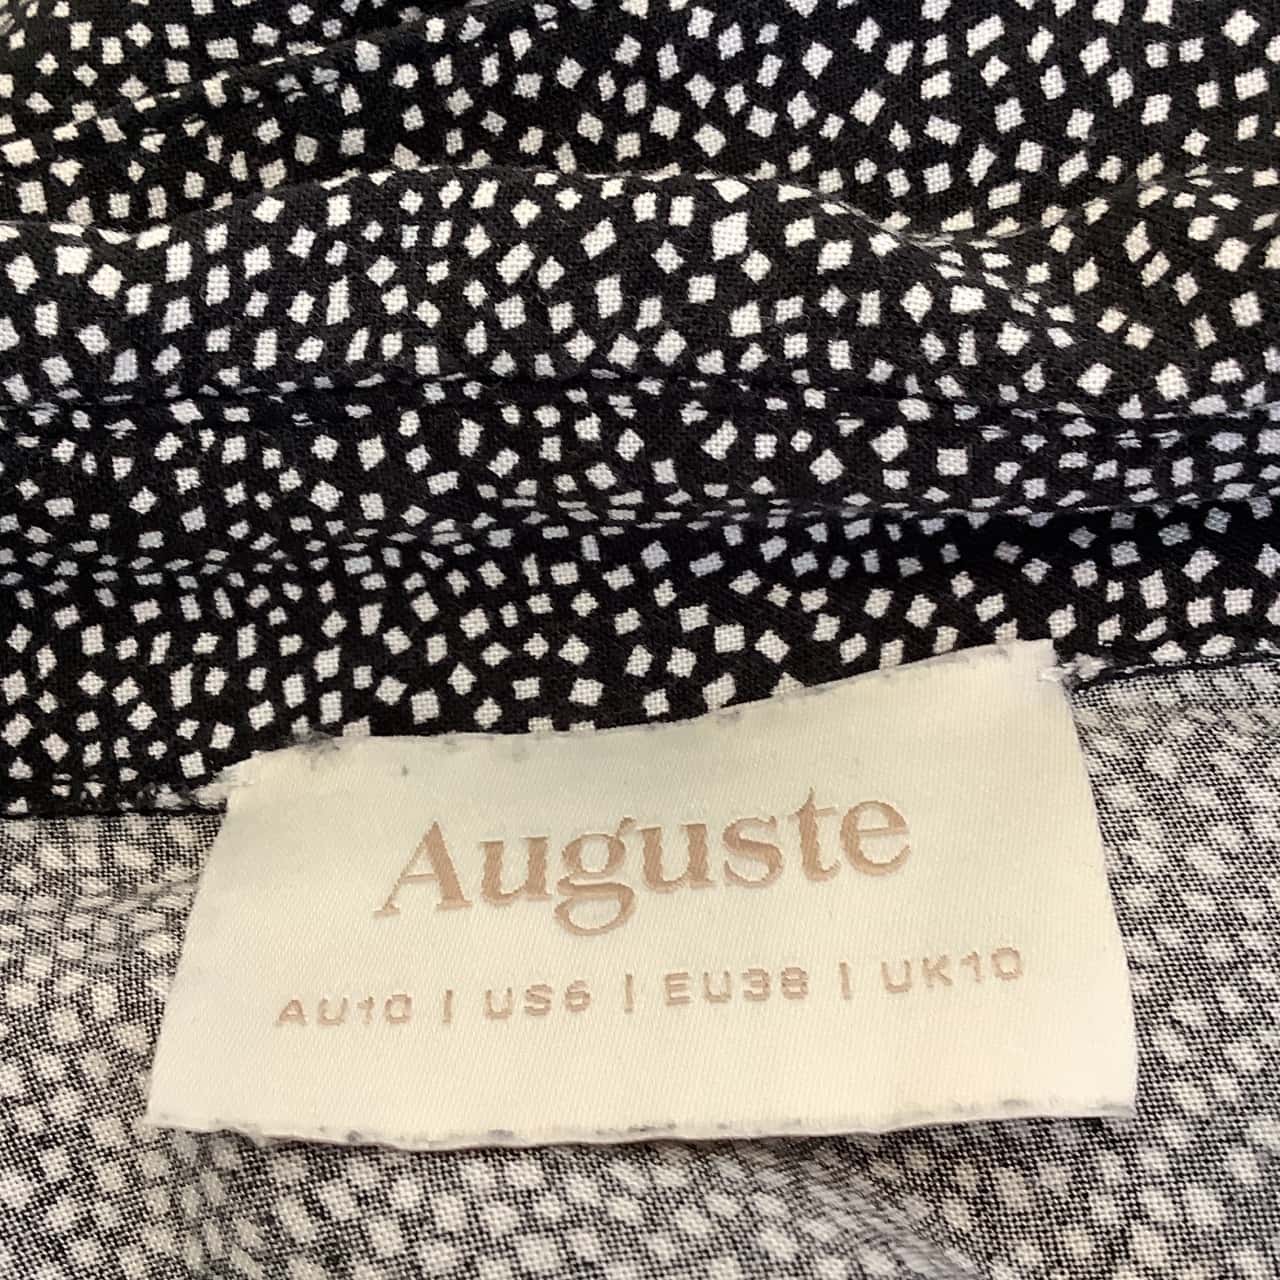 Auguste
AU10 | US6 | EU38 | UK10